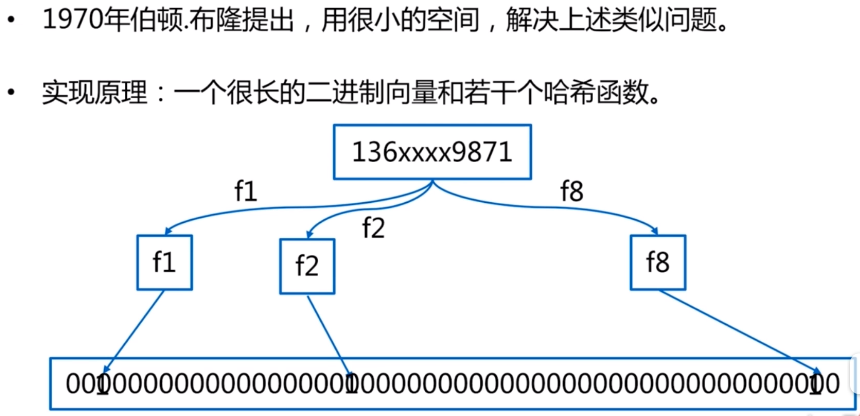 • 1970年伯顿.布隆提出，用很小的空间，解决上述类似问题。
• 实现原理：一个很长的二进制向量和若干个哈希函数。
136xxxx9871
f1
f8
f2
f1
f2
f8